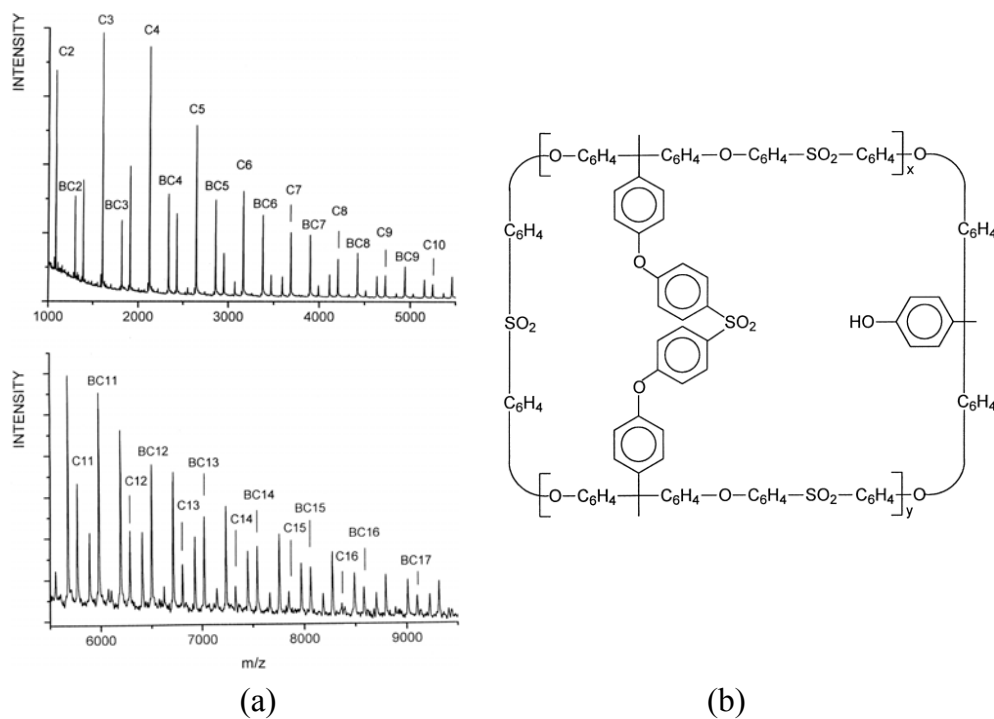 INTENSITY
C2
C3
C4
C5
C6
C7
C8
C9
C10
BC2
BC3
BC4
BC5
BC6
BC7
BC8
BC9
1000
2000
3000
4000
5000
INTENSITY
BC11
C11
BC12
C12
BC13
C13
BC14
C14
BC15
C15
BC16
C16
BC17
6000
7000
8000
9000
m/z
(a)
O C6H4 C6H4 O C6H4 SO2 C6H4 x O
C6H4
C6H4
O
SO2
SO2
HO
O
C6H4
C6H4
O C6H4 C6H4 O C6H4 SO2 C6H4 y O
(b)